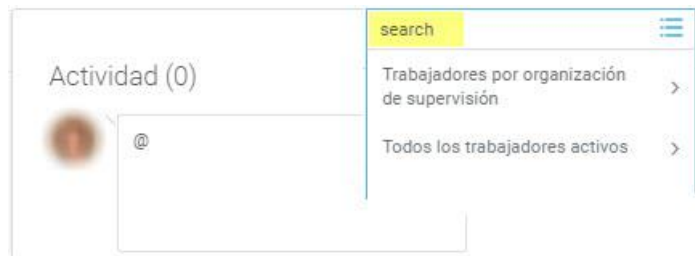 search
Trabajadores por organización
de supervisión
Todos los trabajadores activos
Actividad (0)
@